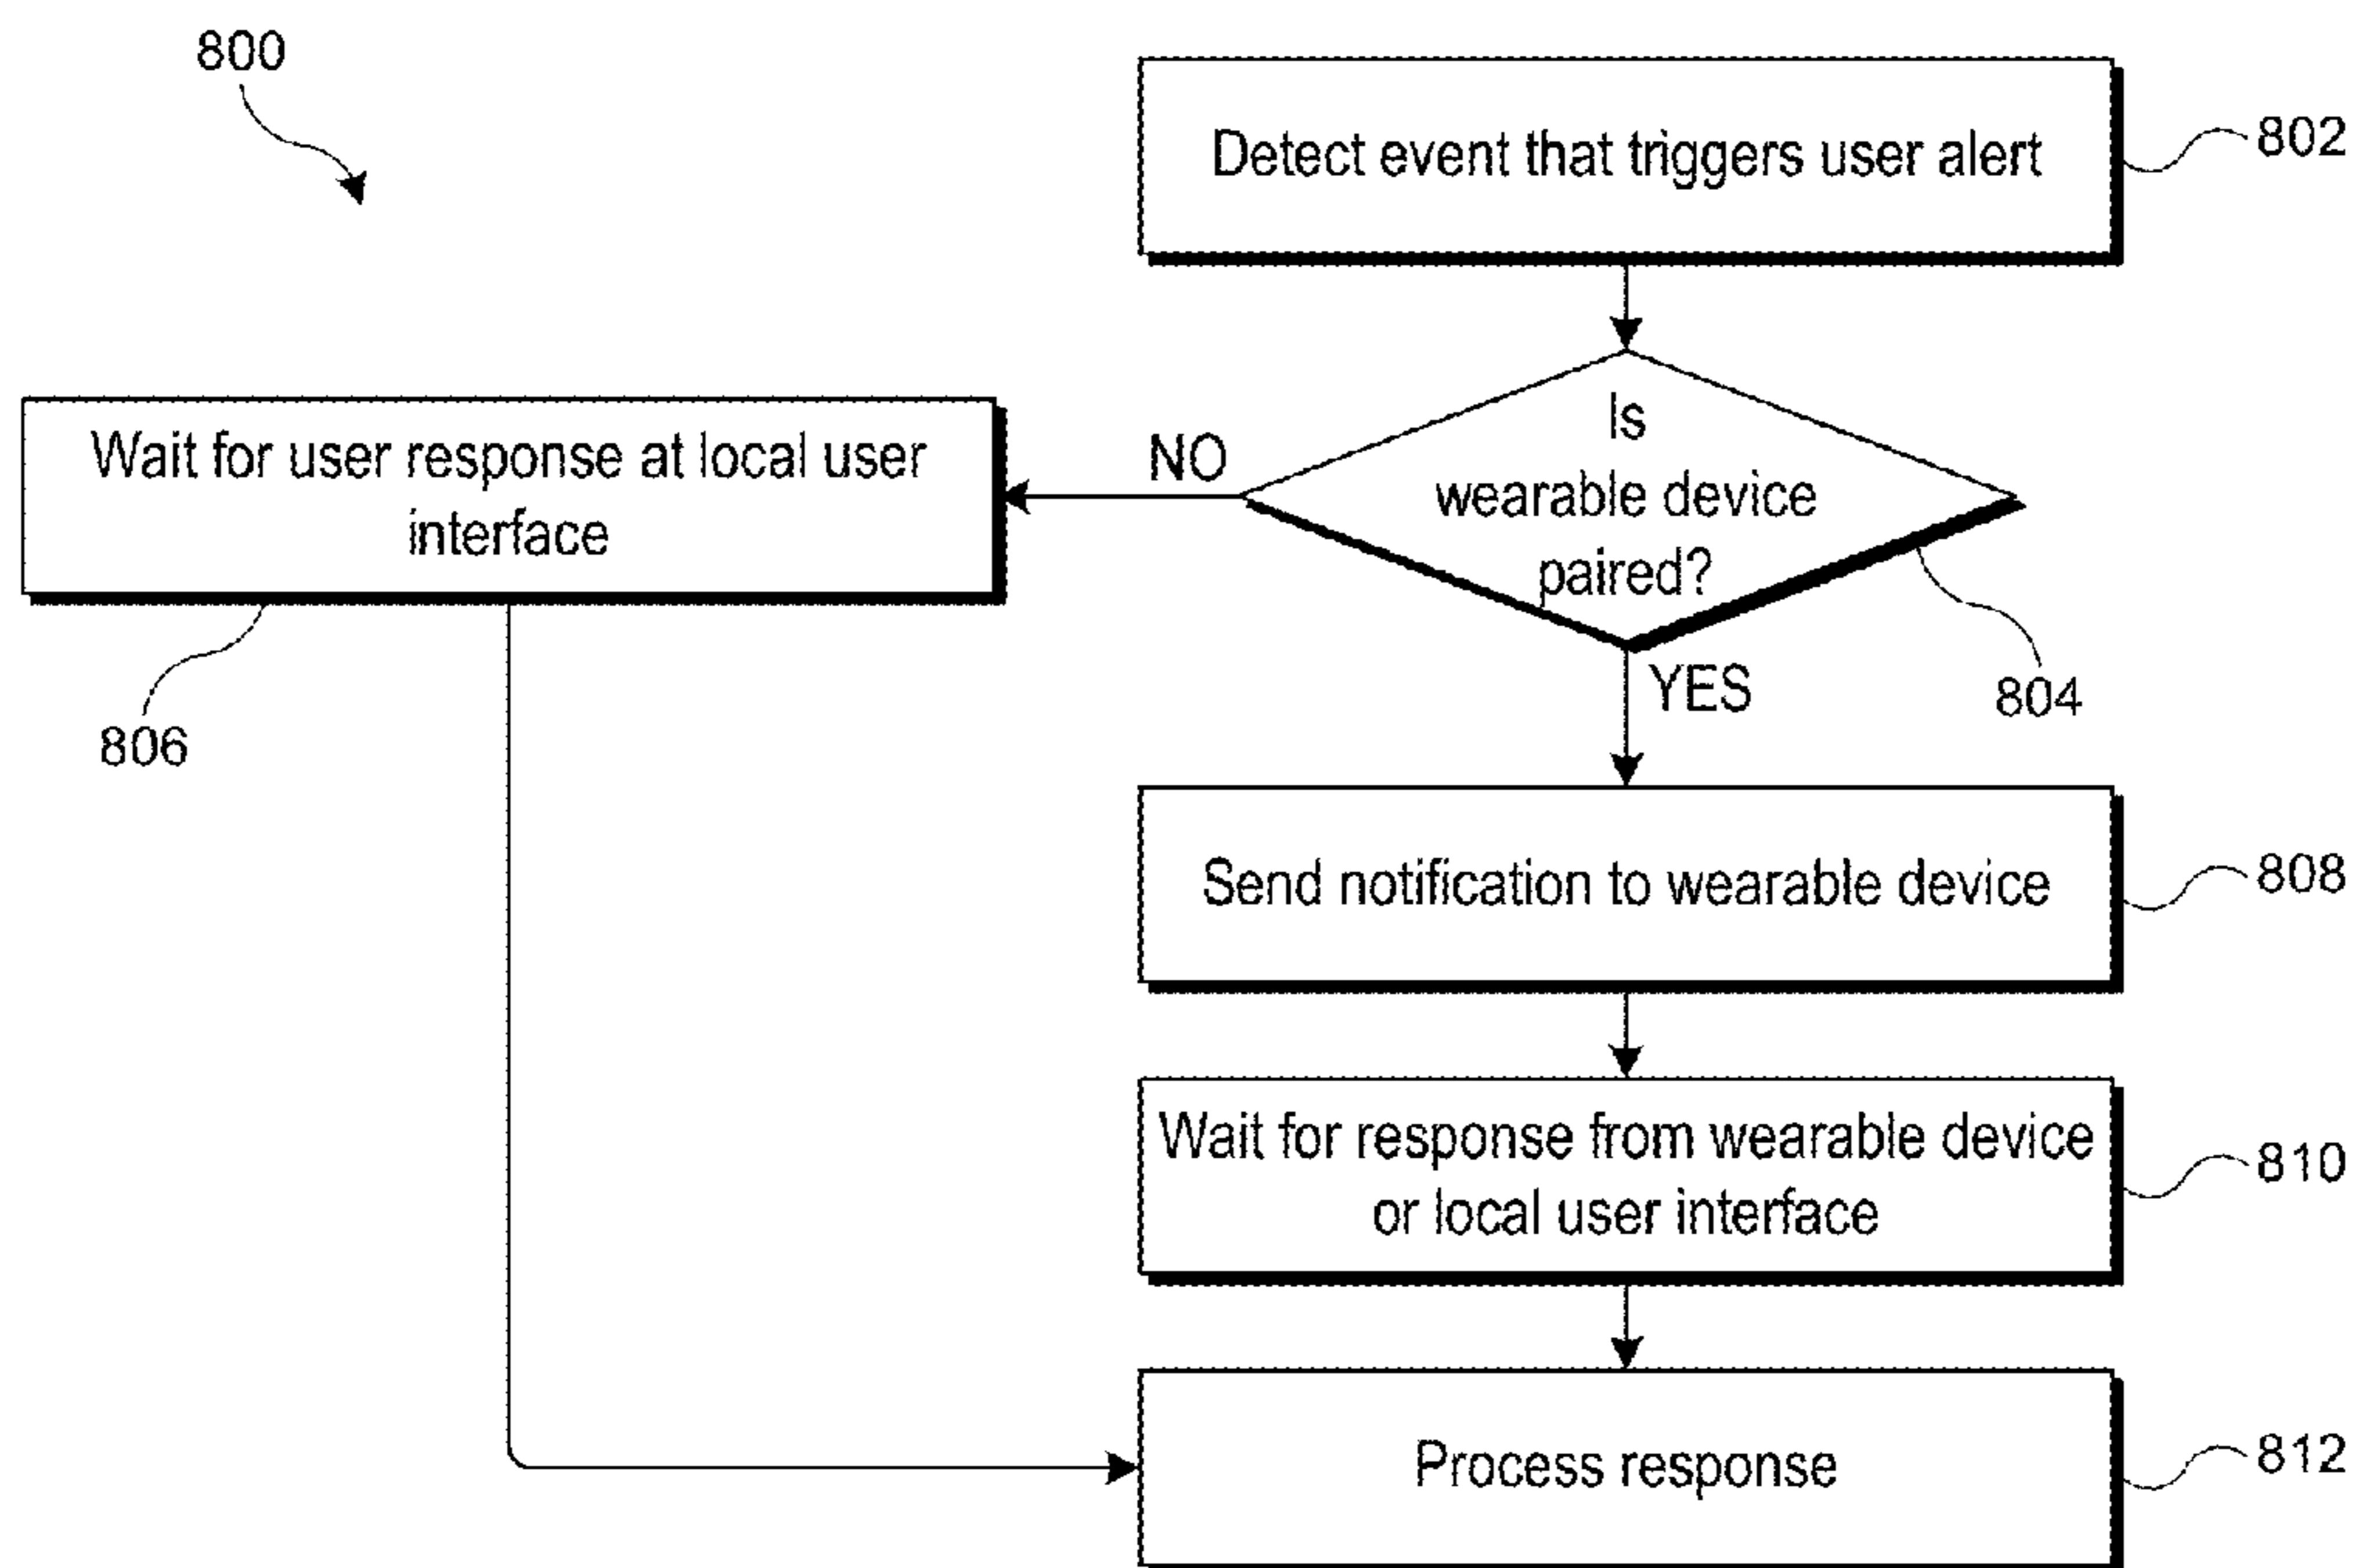 800
Detect event that triggers user alert
802
Is
wearable device
paired?
804
NO
Wait for user response at local user
interface
806
YES
Send notification to wearable device
808
Wait for response from wearable device
or local user interface
810
Process response
812